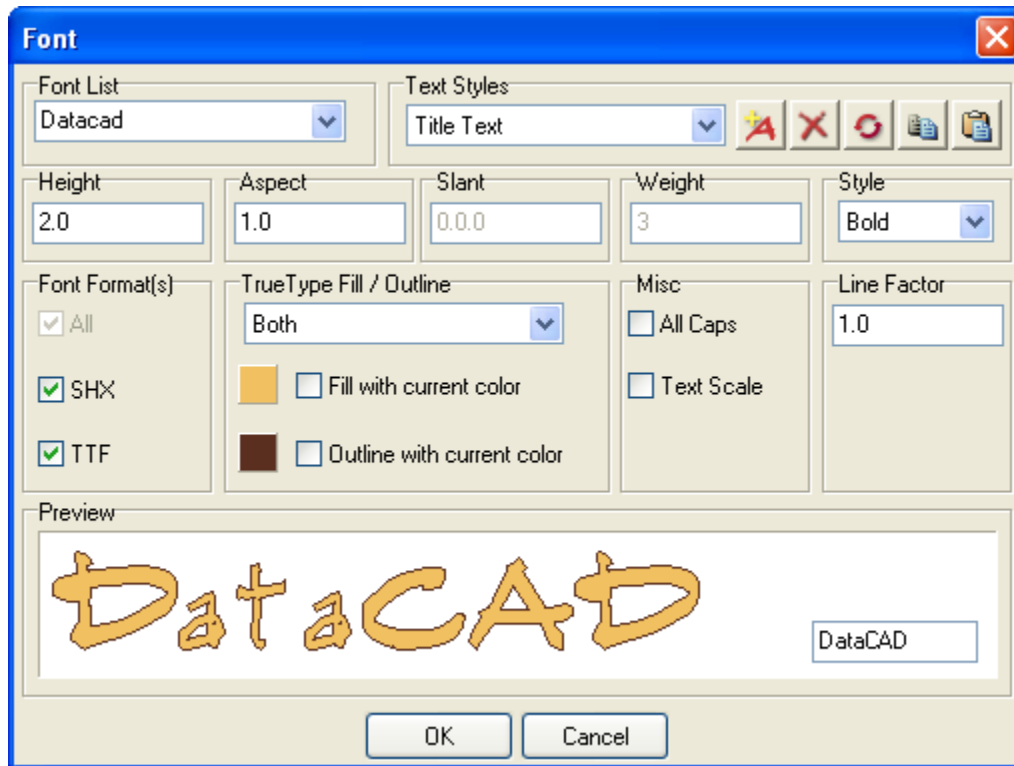 Font
Font List
Text Styles
Datacad
Title Text
Height
Aspect
Slant
Weight
Style
2.0
1.0
0.0.0
3
Bold
Font Format(s)
TrueType Fill / Outline
Misc
Line Factor
All
Both
All Caps
1.0
SHX
Fill with current color
Text Scale
TTF
Outline with current color
Preview
DataCAD
DataCAD
OK
Cancel